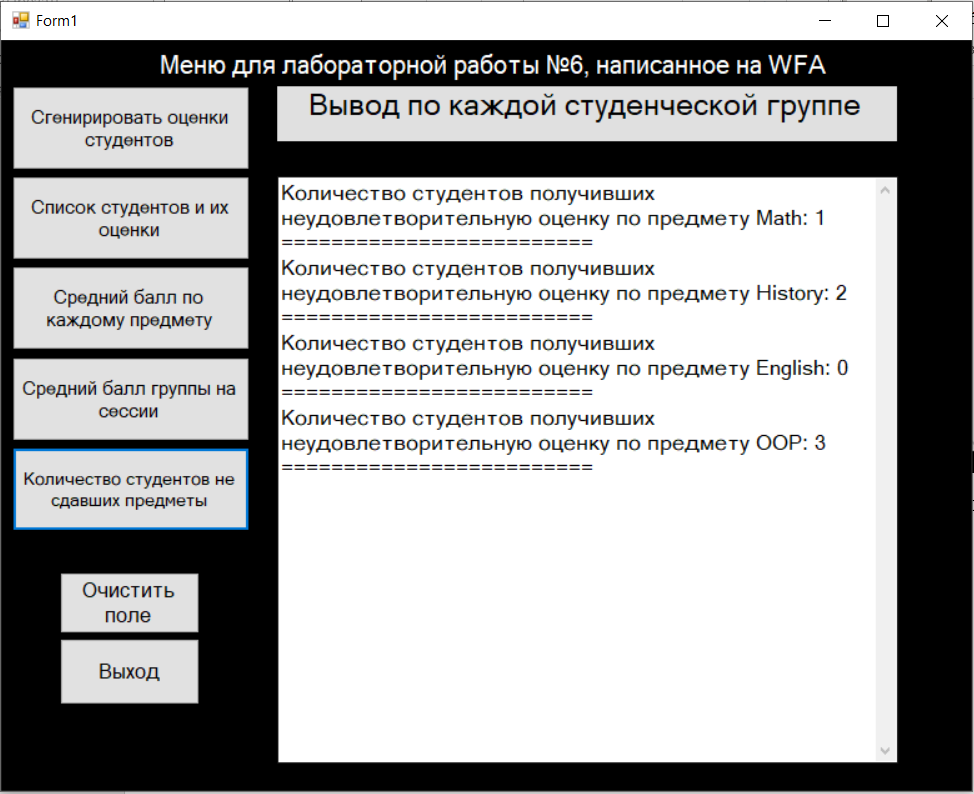 Form1
Меню для лабораторной работы №6, написанное на WFA
Сгенирировать оценки
студентов
Список студентов и их
оценки
Средний балл по
каждому предмету
Средний балл группы на
сессии
Количество студентов не
сдавших предметы
Очистить
поле
Выход
Вывод по каждой студенческой группе
Количество студентов получивших
неудовлетворительную оценку по предмету Math: 1
=========================
Количество студентов получивших
неудовлетворительную оценку по предмету History: 2
=========================
Количество студентов получивших
неудовлетворительную оценку по предмету English: 0
=========================
Количество студентов получивших
неудовлетворительную оценку по предмету OOP: 3
=========================